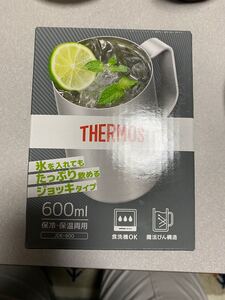 THERMOS
氷を入れても
たっぷり飲める
ジョッキタイプ
600ml
保冷・保温両用
JDK-600
食洗機OK
魔法びん構造